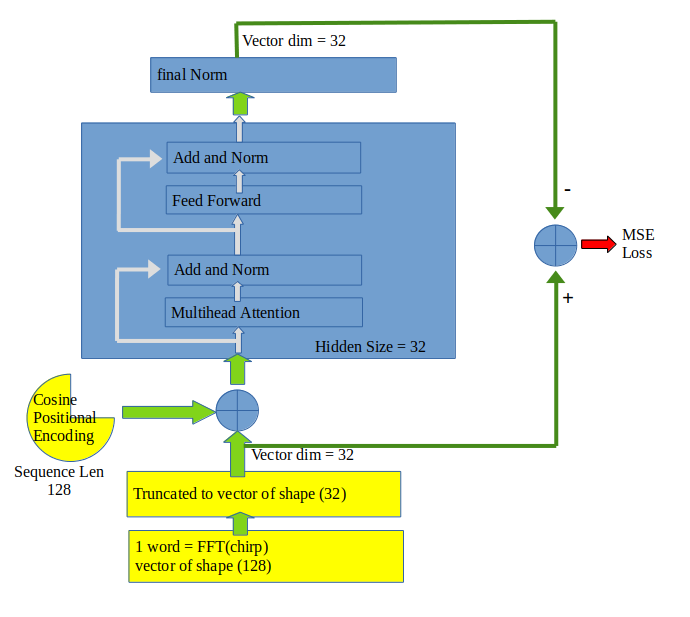 Vector dim = 32
final Norm
Add and Norm
Feed Forward
Add and Norm
Multihead Attention
Hidden Size = 32
-
MSE
Loss
+
Cosine
Positional
Encoding
Sequence Len
128
Vector dim = 32
Truncated to vector of shape (32)
1 word = FFT(chirp)
vector of shape (128)